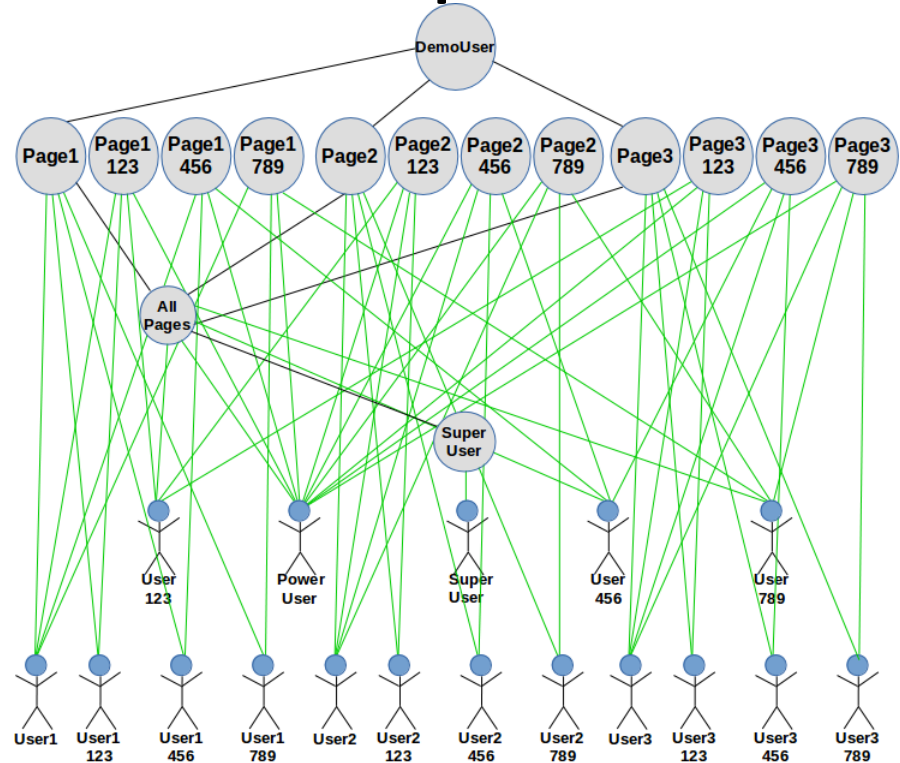 DemoUser
Page1
Page1
123
Page1
456
Page1
789
Page2
Page2
123
Page2
456
Page2
789
Page3
Page3
123
Page3
456
Page3
789
All
Pages
Super
User
User
123
Power
User
Super
User
User
456
User
789
User1
User1
123
User1
456
User1
789
User2
User2
123
User2
456
User2
789
User3
User3
123
User3
456
User3
789